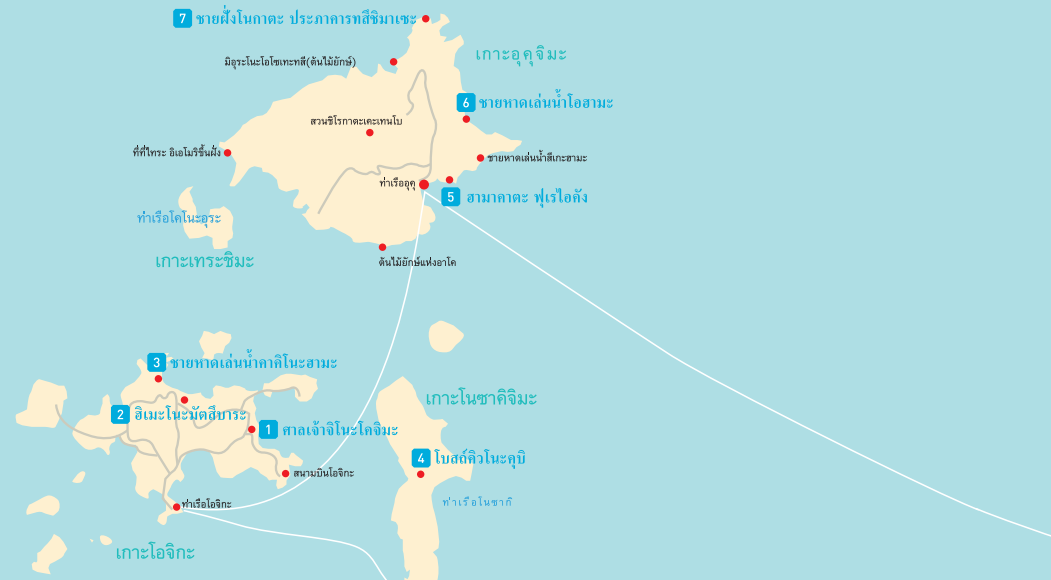 7 ชายฝั่งโนกาตะ ประภาคารทสึชิมาเซะ
เกาะอุคุจิมะ
มิอุระโนะโอโซเทะทสึ(ต้นไม้ยักษ์)
6 ชายหาดเล่นน้ำโอฮามะ
สวนชิโรกาตะเคะเทนโบ
ที่ที่ไทระ อิเอโมริขึ้นฝั่ง
ชายหาดเล่นน้ำสึเกะฮามะ
ท่าเรืออุคุ
5 ฮามาคาตะ ฟุเรไอคัง
ท่าเรือโคโนะอุระ
เกาะเทระชิมะ
ต้นไม้ยักษ์แห่งอาโค
3 ชายหาดเล่นน้ำคาคิโนะฮามะ
เกาะโนซาคิจิมะ
2 ฮิเมะโนะมัตสึบาระ
1 ศาลเจ้าจิโนะโคจิมะ
4 โบสถ์คิวโนะคุบิ
สนามบินโอจิกะ
ท่าเรือโนซากิ
ท่าเรือโอจิกะ
เกาะโอจิกะ